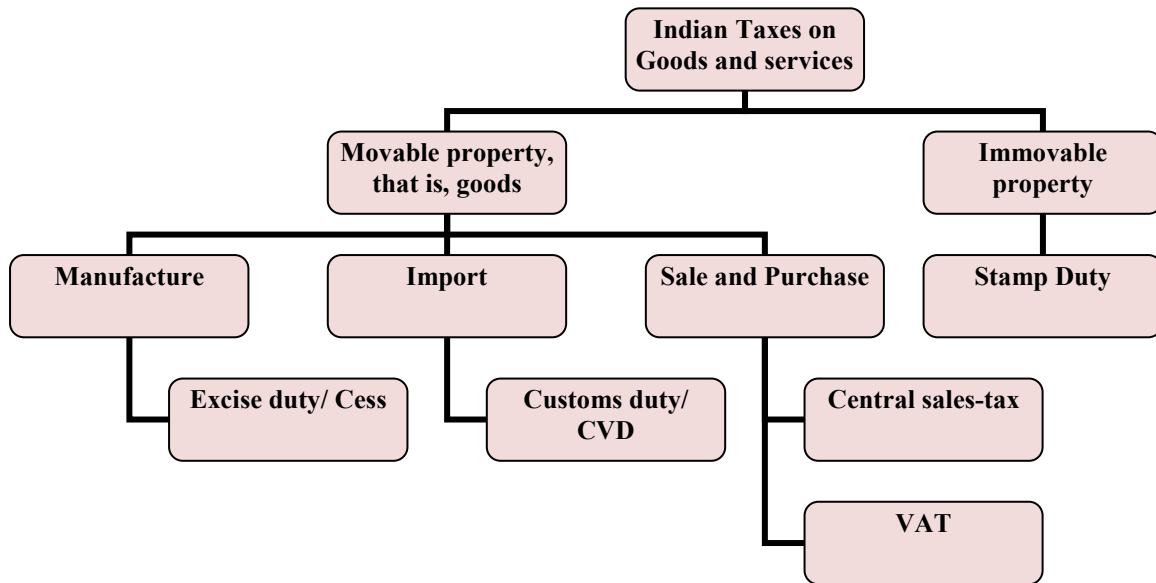 Indian Taxes on
Goods and services
Movable property,
that is, goods
Immovable
property
Manufacture
Import
Sale and Purchase
Stamp Duty
Excise duty/ Cess
Customs duty/
CVD
Central sales-tax
VAT